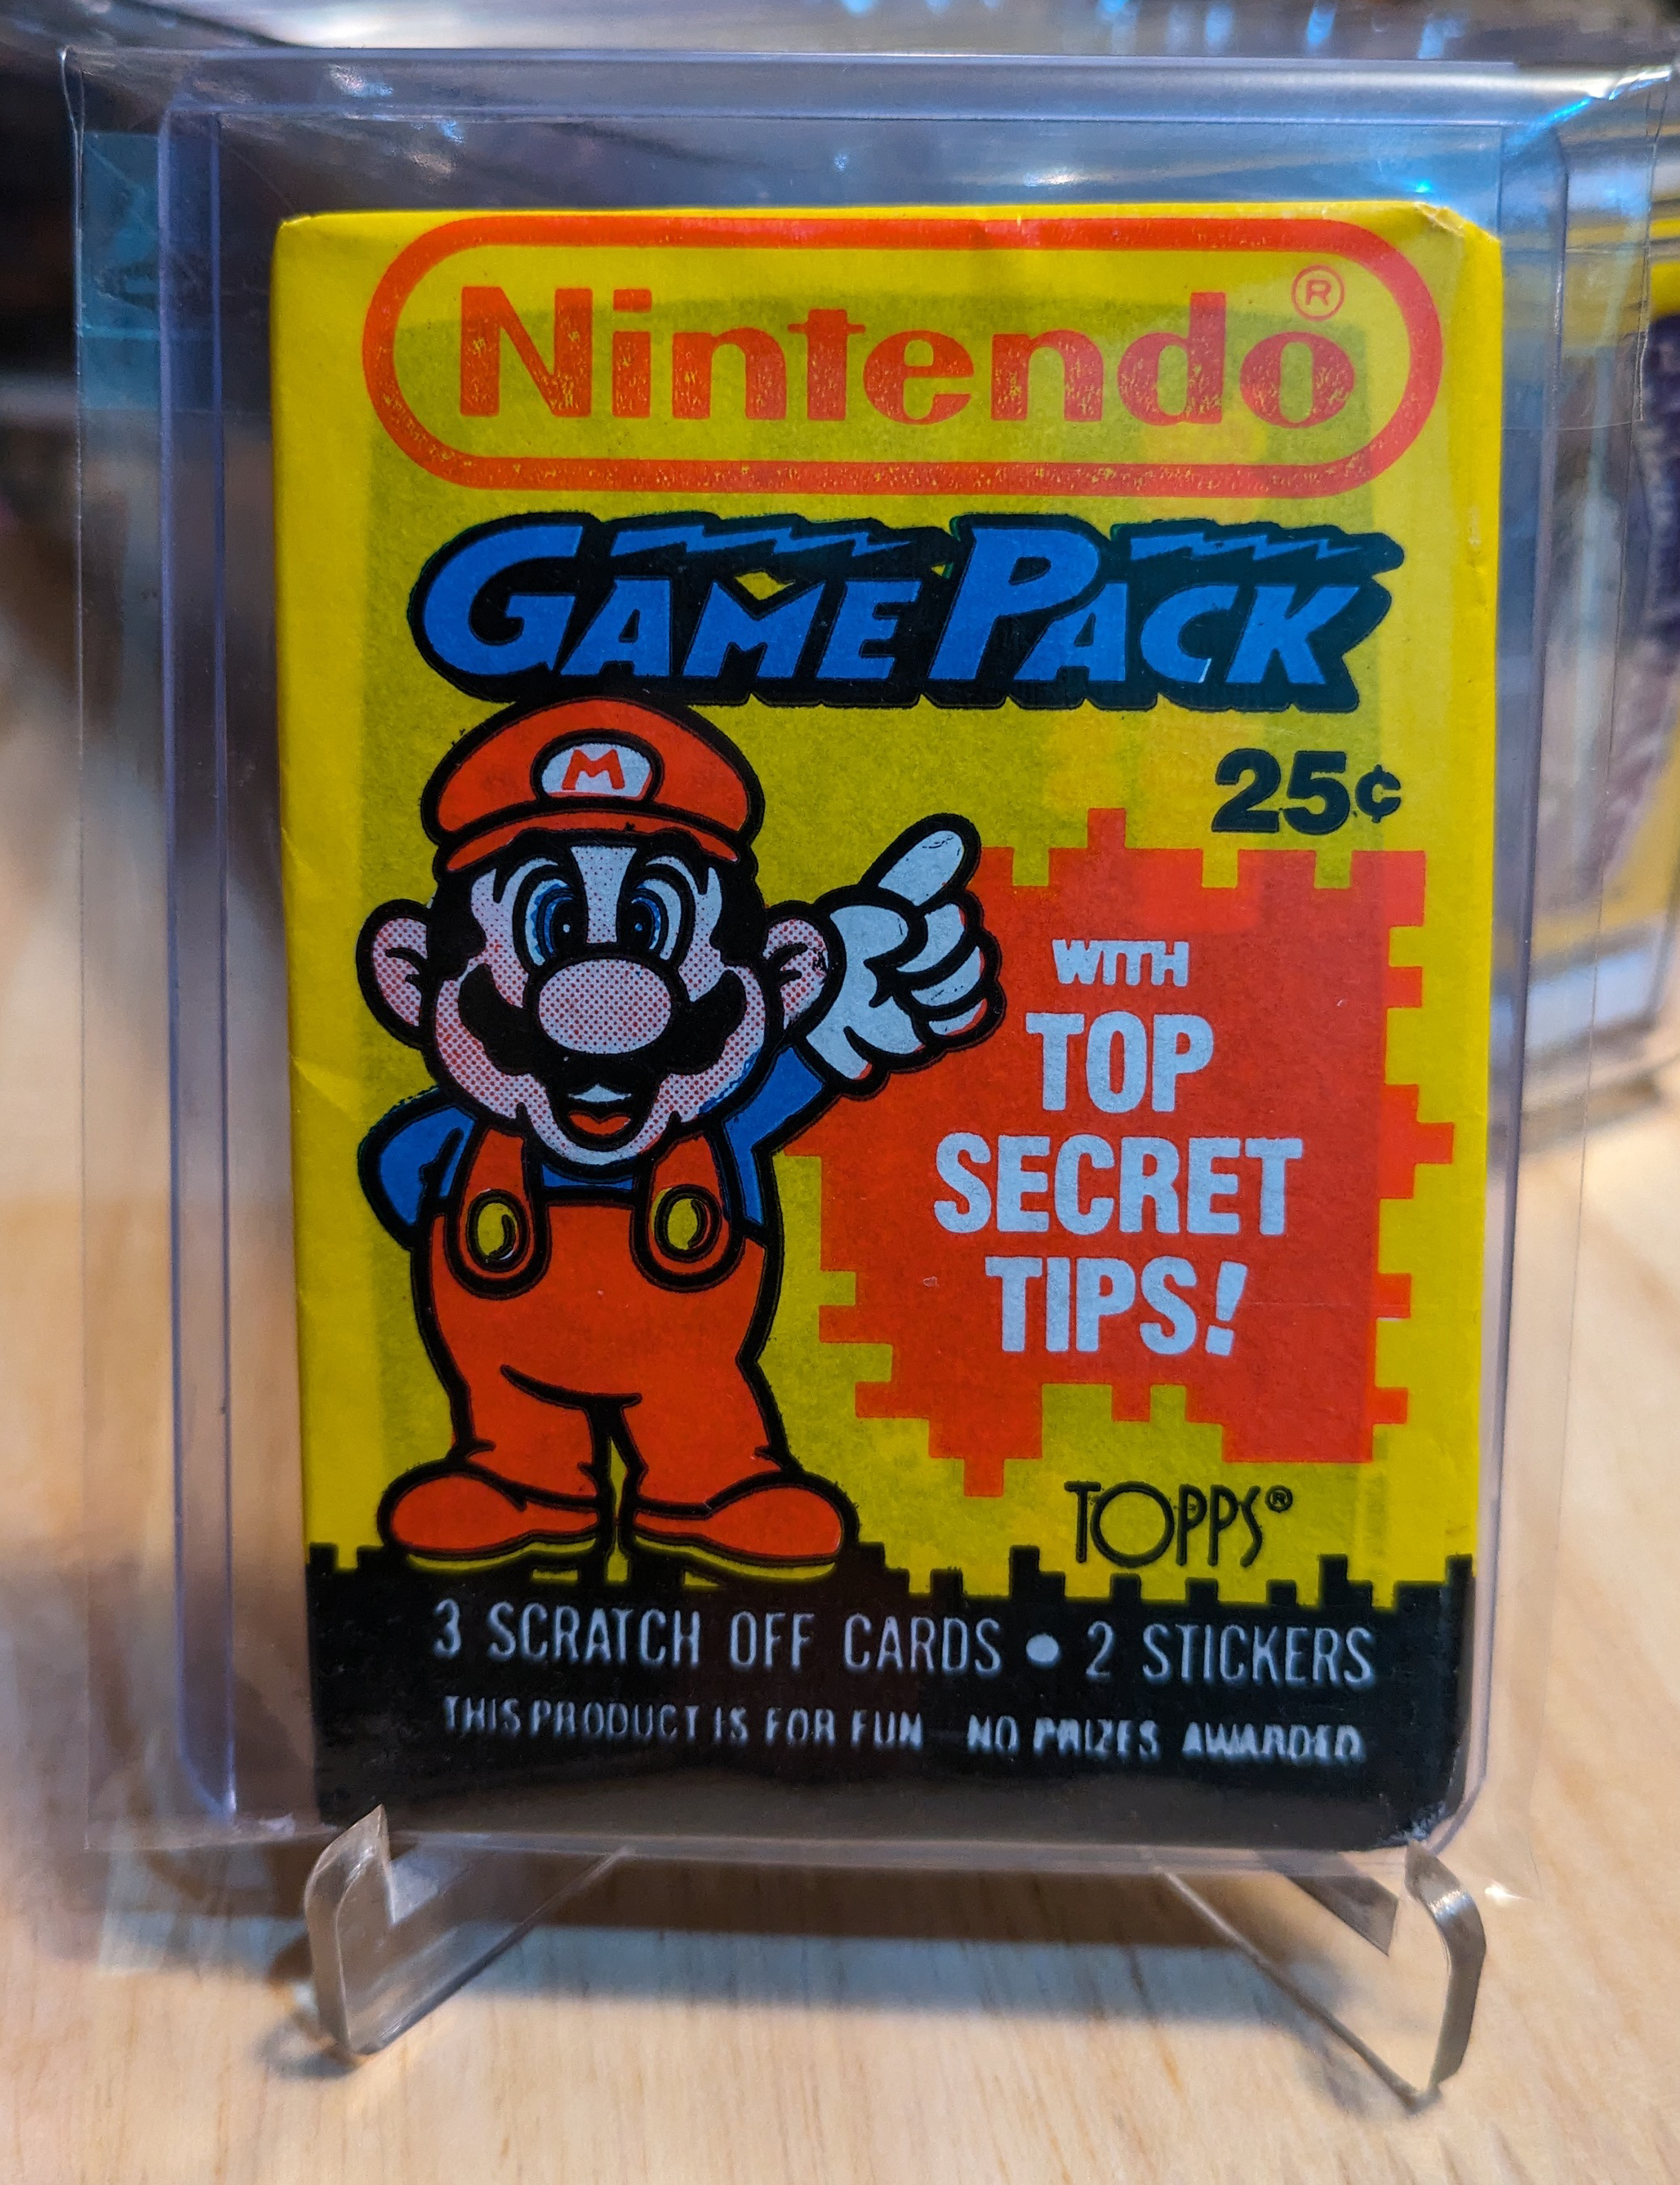 Nintendo®
GAME PACK
25¢
M
WITH
TOP
SECRET
TIPS!
TOPPS®
3 SCRATCH OFF CARDS • 2 STICKERS
THIS PRODUCT IS FOR FUN NO PRIZES AWARDED